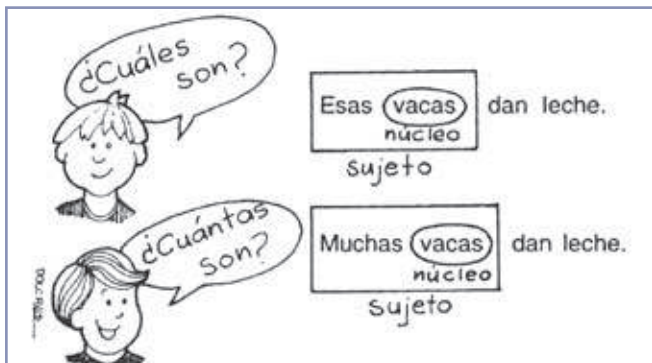 ¿Cuáles
son?
Esas vacas dan leche.
núcleo
sujeto
¿Cuántas
son?
Muchas vacas dan leche.
núcleo
sujeto